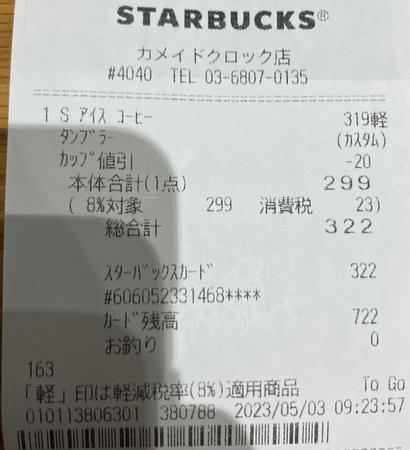 STARBUCKS®
カメイドクロック店
#4040 TEL 03-6807-0135
1 S アイス コーヒー 319軽
タンブラー (カスタム)
カップ値引 -20
本体合計(1点) 299
( 8%対象 299 消費税 23)
総合計 322
スターバックスカード 322
#606052331468****
カード残高 722
お釣り 0
163
「軽」印は軽減税率(8%)適用商品 To Go
010113806301 380788 2023/05/03 09:23:57